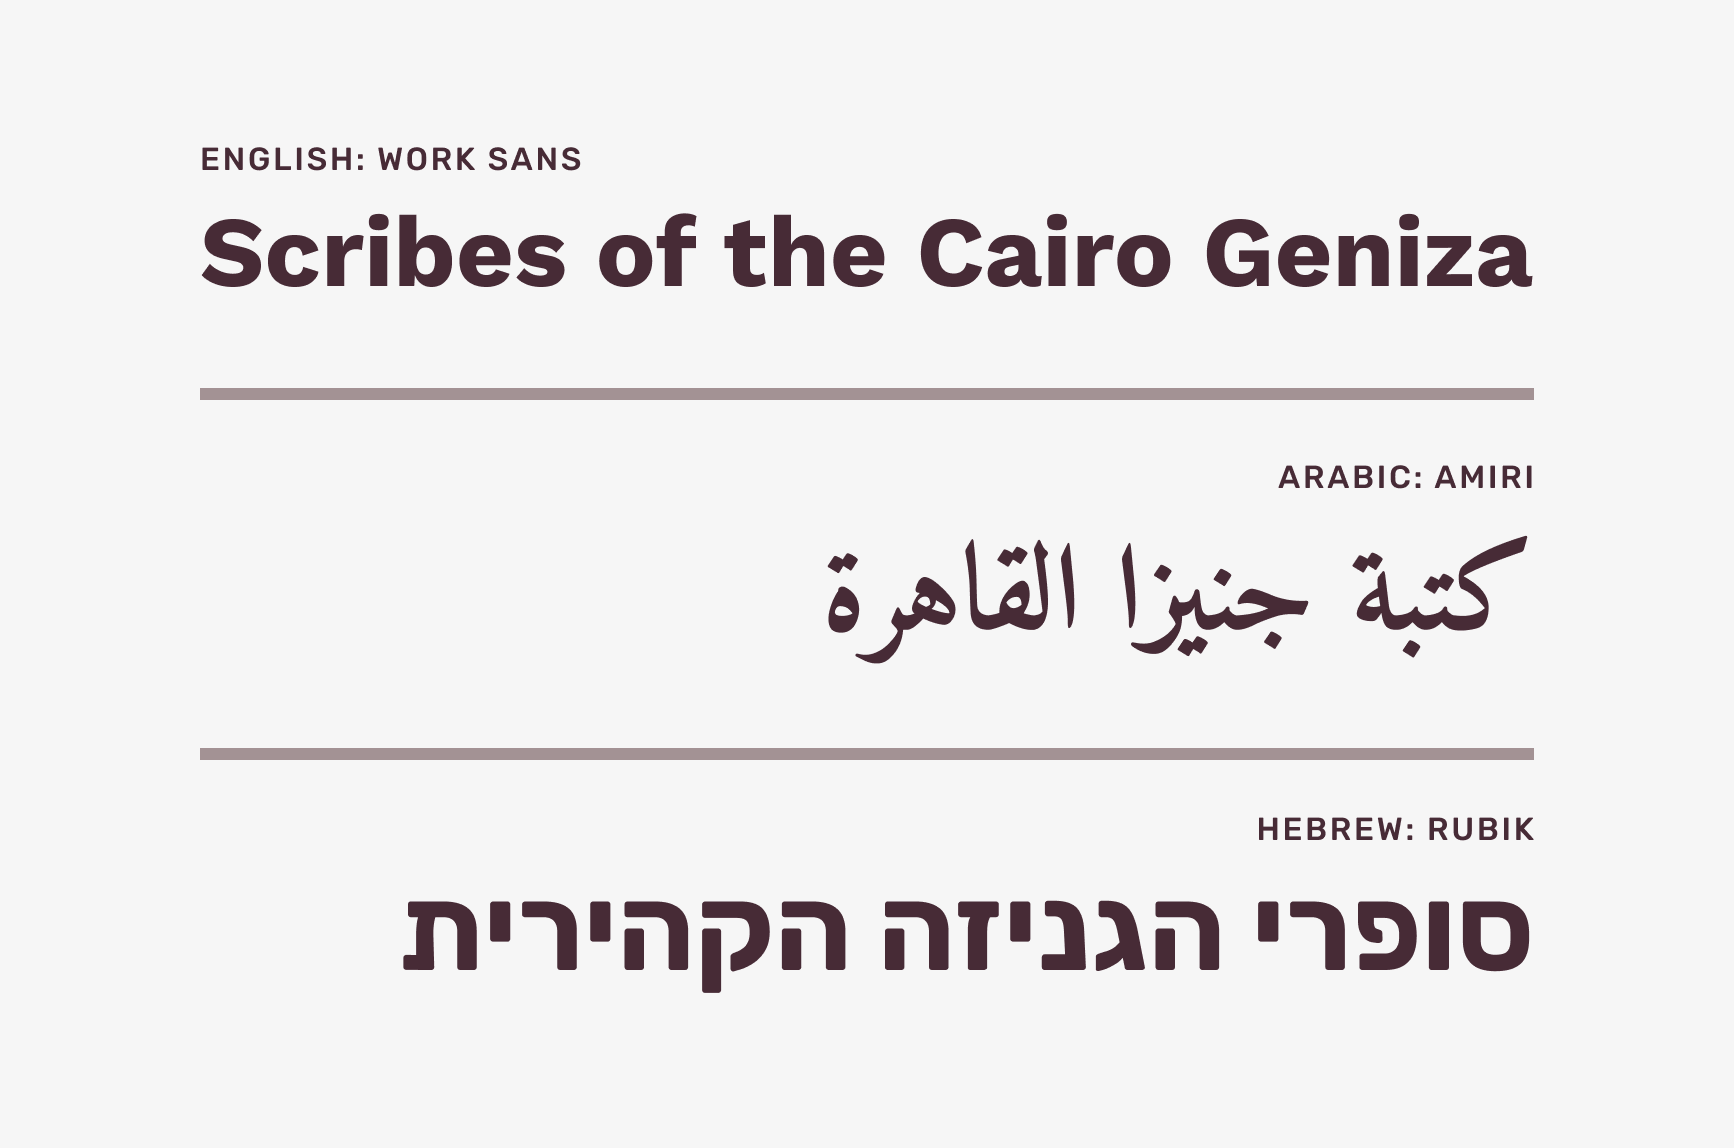 ENGLISH: WORK SANS
Scribes of the Cairo Geniza
ARABIC: AMIRI
كتبة جنيزا القاهرة
HEBREW: RUBIK
סופרי הגניזה הקהירית